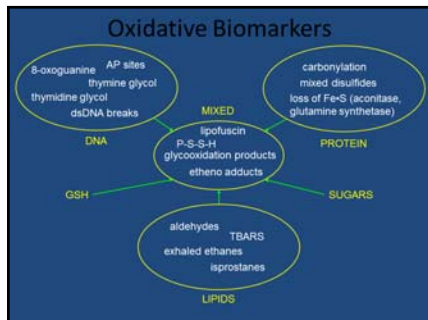 Oxidative Biomarkers
8-oxoguanine
AP sites
thymine glycol
thymidine glycol
dsDNA breaks
DNA
carbonylation
mixed disulfides
loss of Fe•S (aconitase,
glutamine synthetase)
PROTEIN
MIXED
lipofuscin
P-S-S-H
glycooxidation products
etheno adducts
GSH
SUGARS
aldehydes
TBARS
exhaled ethanes
isprostanes
LIPIDS